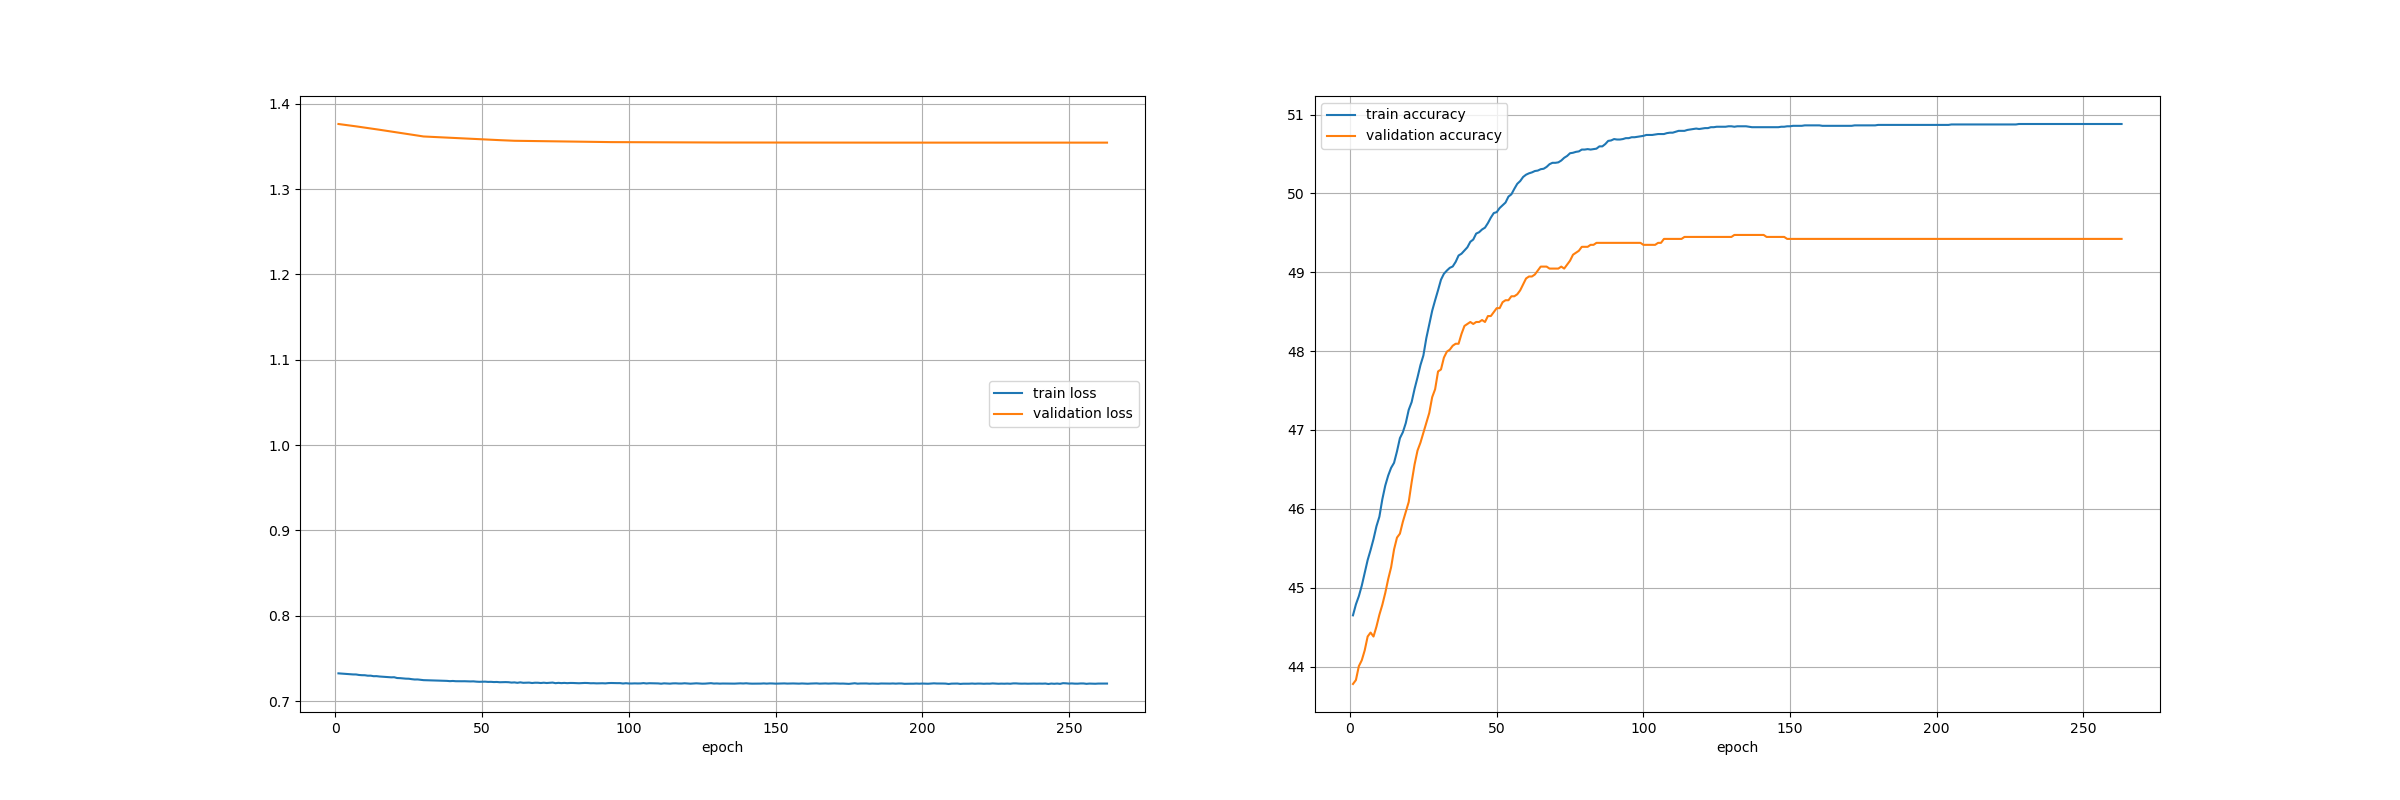 1.4
1.3
1.2
1.1
1.0
0.9
0.8
0.7
0 50 100 150 200 250
epoch
train loss
validation loss
51
50
49
48
47
46
45
44
0 50 100 150 200 250
epoch
train accuracy
validation accuracy